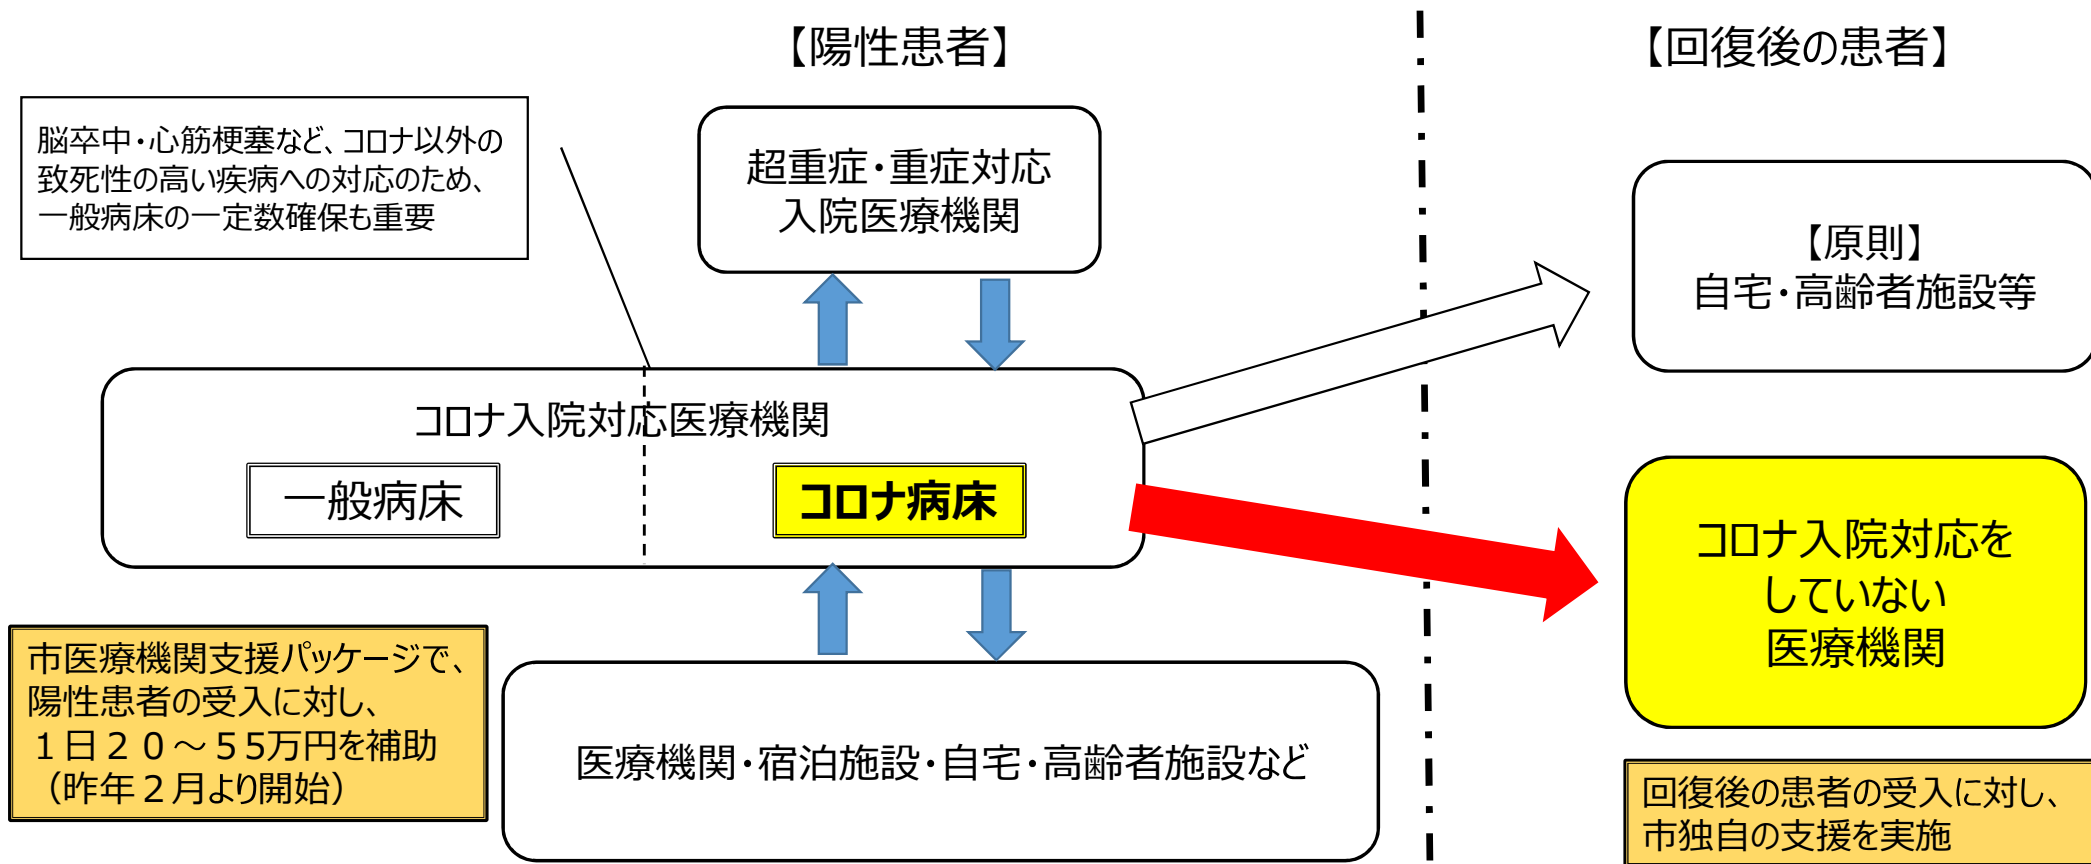 【陽性患者】
【回復後の患者】
脳卒中・心筋梗塞など、コロナ以外の
致死性の高い疾病への対応のため、
一般病床の一定数確保も重要
超重症・重症対応
入院医療機関
【原則】
自宅・高齢者施設等
コロナ入院対応医療機関
一般病床
コロナ病床
コロナ入院対応を
していない
医療機関
市医療機関支援パッケージで、
陽性患者の受入に対し、
１日２０～５５万円を補助
（昨年２月より開始）
医療機関・宿泊施設・自宅・高齢者施設など
回復後の患者の受入に対し、
市独自の支援を実施